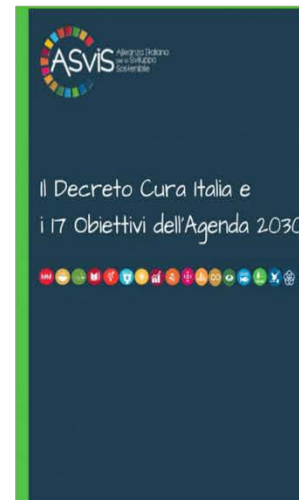 ASviS
Alleanza Italiana
per lo Sviluppo
Sostenibile
Il Decreto Cura Italia e
i 17 Obiettivi dell'Agenda 2030